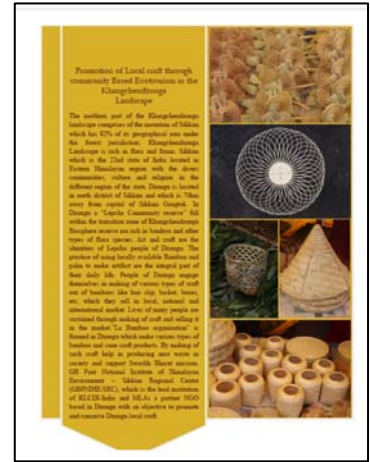 Promotion of Local craft through
community Based Ecotourism in the
Khangchendzonga
Landscape
The northern part of the Khangchendzonga
landscape comprises of the mountain of Sikkim
which has 82% of its geographical area under
the forest jurisdiction. Khangchendzonga
Landscape is rich in flora and fauna. Sikkim
which is the 22nd state of India located in
Eastern Himalayan region with the divers
communities, culture and religion in the
different region of the state. Dzongu is located
in north district of Sikkim and which is 70km
away from capital of Sikkim Gangtok. In
Dzongu a "Lepcha Community reserve" fall
within the transition zone of Khangchendzonga
Biosphere reserve are rich in bamboo and other
types of flora species. Art and craft are the
identities of Lepcha people of Dzongu. The
practice of using locally available Bamboo and
palm to make artifact are the integral part of
their daily life. People of Dzongu engage
themselves in making of various types of craft
out of bamboos like hair clip, basket,
etc, which they sell in local, national and
international market. Lives of many people are
sustained through making of craft and selling it
in the market."La Bamboo organization" is
formed in Dzongu which make various types of
bamboo and cane craft products. By making of
such craft help in producing zero waste in
society and support Swachh Bharat mission.
GB Pant National Institute of Himalayan
Environment – Sikkim Regional Center
(GBPNIHE-SRC), which is the lead institution
of KLCDI-India and MLAs a partner NGO
based in Dzongu with an objective to promote
and conserve Dzongu local craft